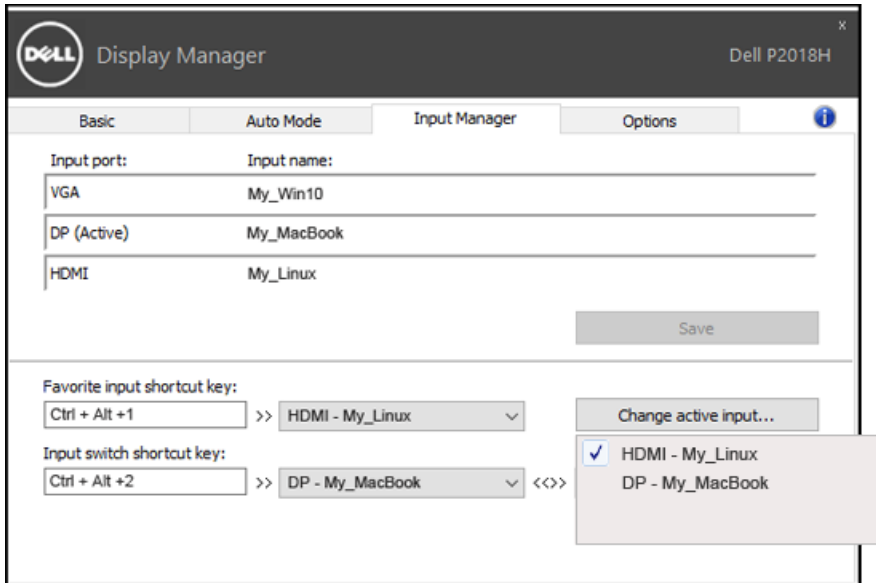 DELL Display Manager
x
Dell P2018H
Basic Auto Mode Input Manager Options
Input port: Input name:
VGA My_Win10
DP (Active) My_MacBook
HDMI My_Linux
Save
Favorite input shortcut key:
Ctrl + Alt +1 >> HDMI - My_Linux Change active input...
Input switch shortcut key:
Ctrl + Alt +2 >> DP - My_MacBook <<>>
HDMI - My_Linux
DP - My_MacBook